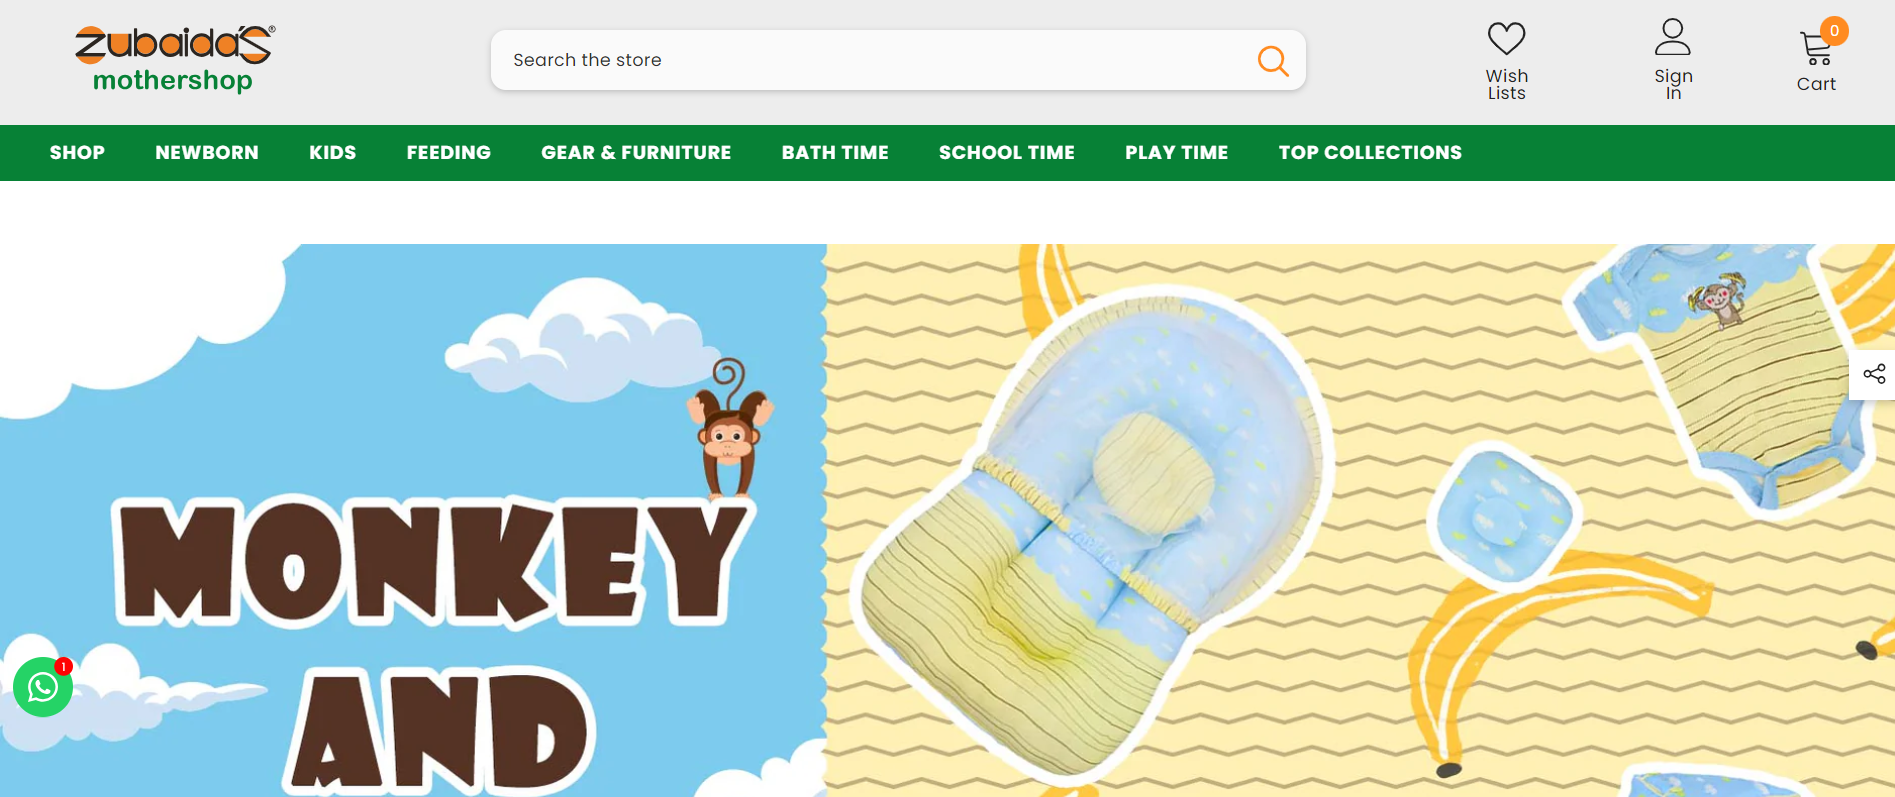 Zubaida's®
mothershop
Search the store
Wish
Lists
Sign
In
0
Cart
SHOP NEWBORN KIDS FEEDING GEAR & FURNITURE BATH TIME SCHOOL TIME PLAY TIME TOP COLLECTIONS
MONKEY
AND
1